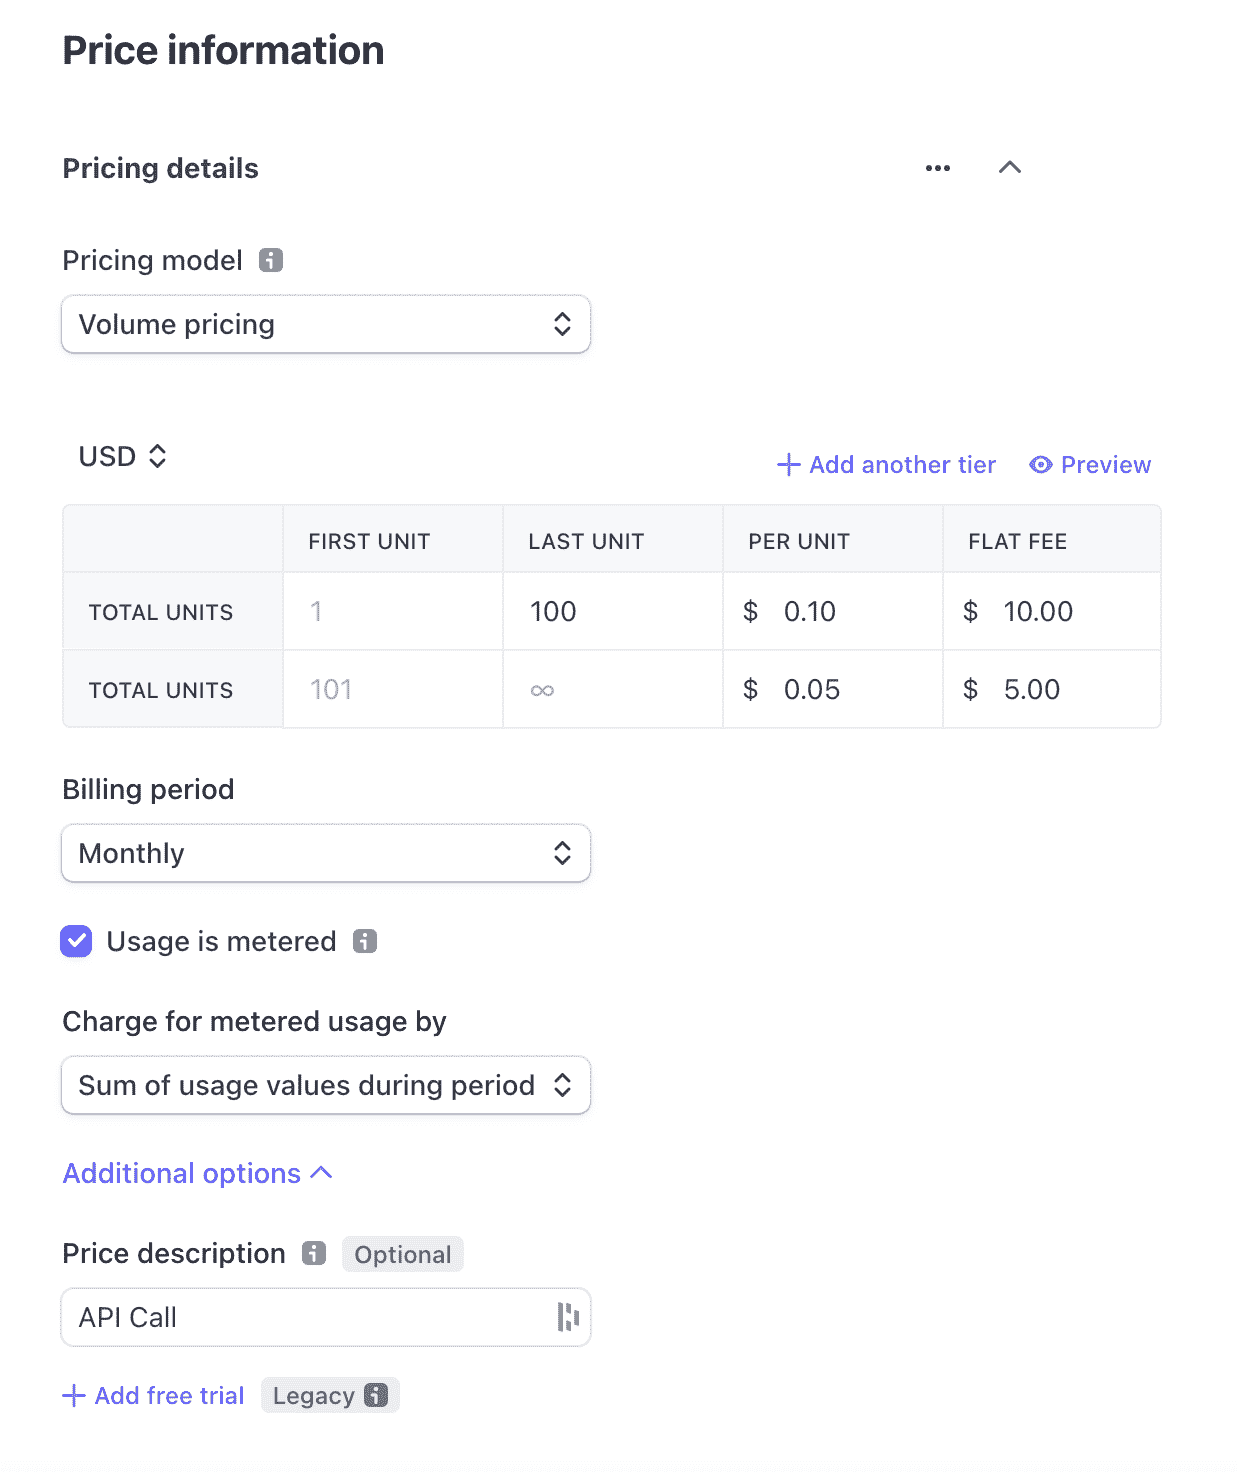 Price information
Pricing details
Pricing model
Volume pricing
USD
Add another tier Preview
FIRST UNIT LAST UNIT PER UNIT FLAT FEE
TOTAL UNITS 1 100 $ 0.10 $ 10.00
TOTAL UNITS 101 ∞ $ 0.05 $ 5.00
Billing period
Monthly
Usage is metered
Charge for metered usage by
Sum of usage values during period
Additional options
Price description Optional
API Call
Add free trial Legacy